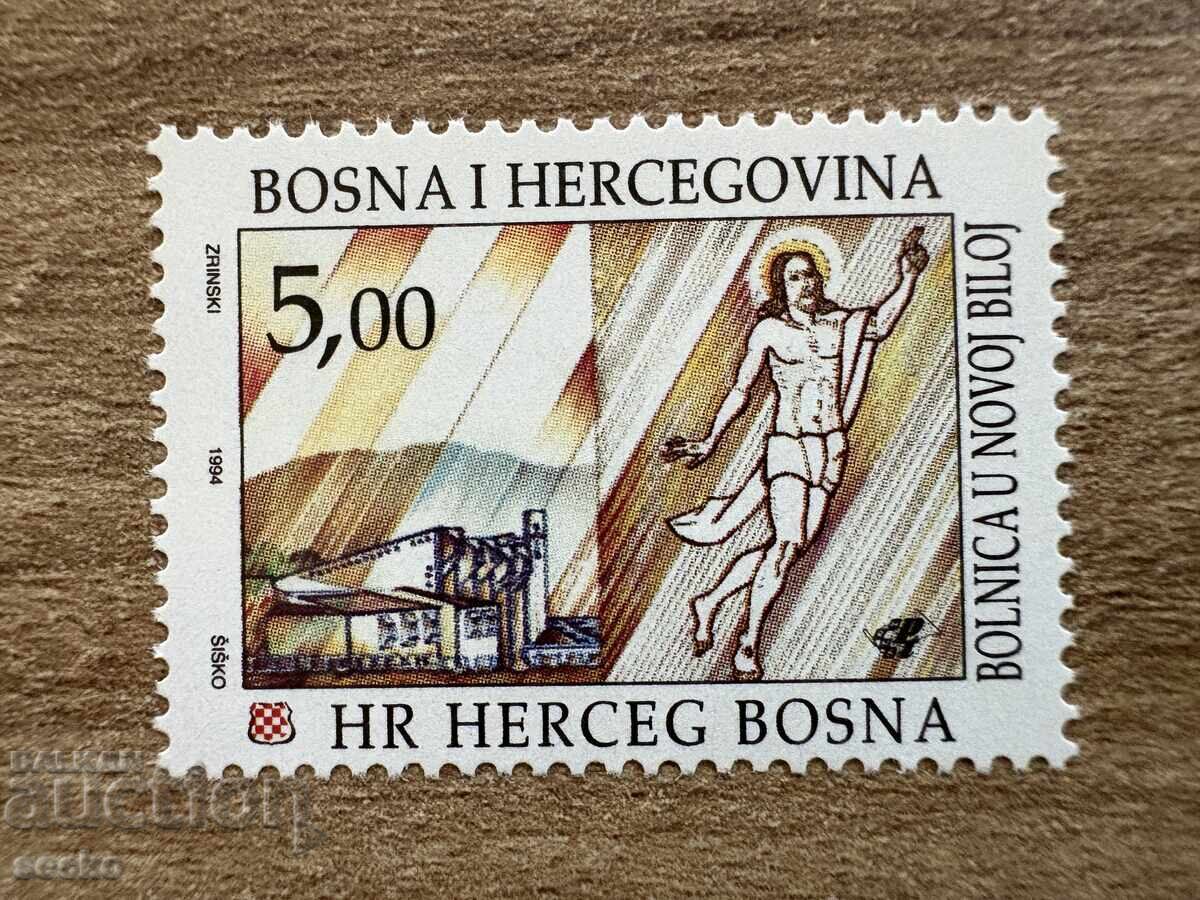 BOSNA I HERCEGOVINA
5,00
BOLNICA U NOVOJ BILOJ
ZRINSKI
1994
ŠIŠKO
HR HERCEG BOSNA
BALKAN
auction
secko